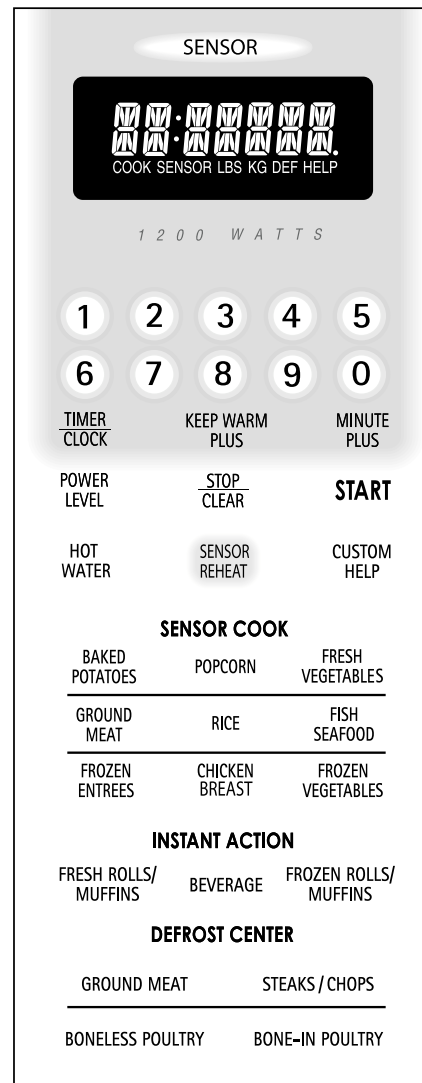 SENSOR
COOK SENSOR LBS KG DEF HELP
1200 WATTS
1 2 3 4 5
6 7 8 9 0
TIMER
CLOCK
KEEP WARM
PLUS
MINUTE
PLUS
POWER
LEVEL
STOP
CLEAR
START
HOT
WATER
SENSOR
REHEAT
CUSTOM
HELP
SENSOR COOK
BAKED
POTATOES
POPCORN
FRESH
VEGETABLES
GROUND
MEAT
RICE
FISH
SEAFOOD
FROZEN
ENTREES
CHICKEN
BREAST
FROZEN
VEGETABLES
INSTANT ACTION
FRESH ROLLS/
MUFFINS
BEVERAGE
FROZEN ROLLS/
MUFFINS
DEFROST CENTER
GROUND MEAT
STEAKS / CHOPS
BONELESS POULTRY
BONE-IN POULTRY